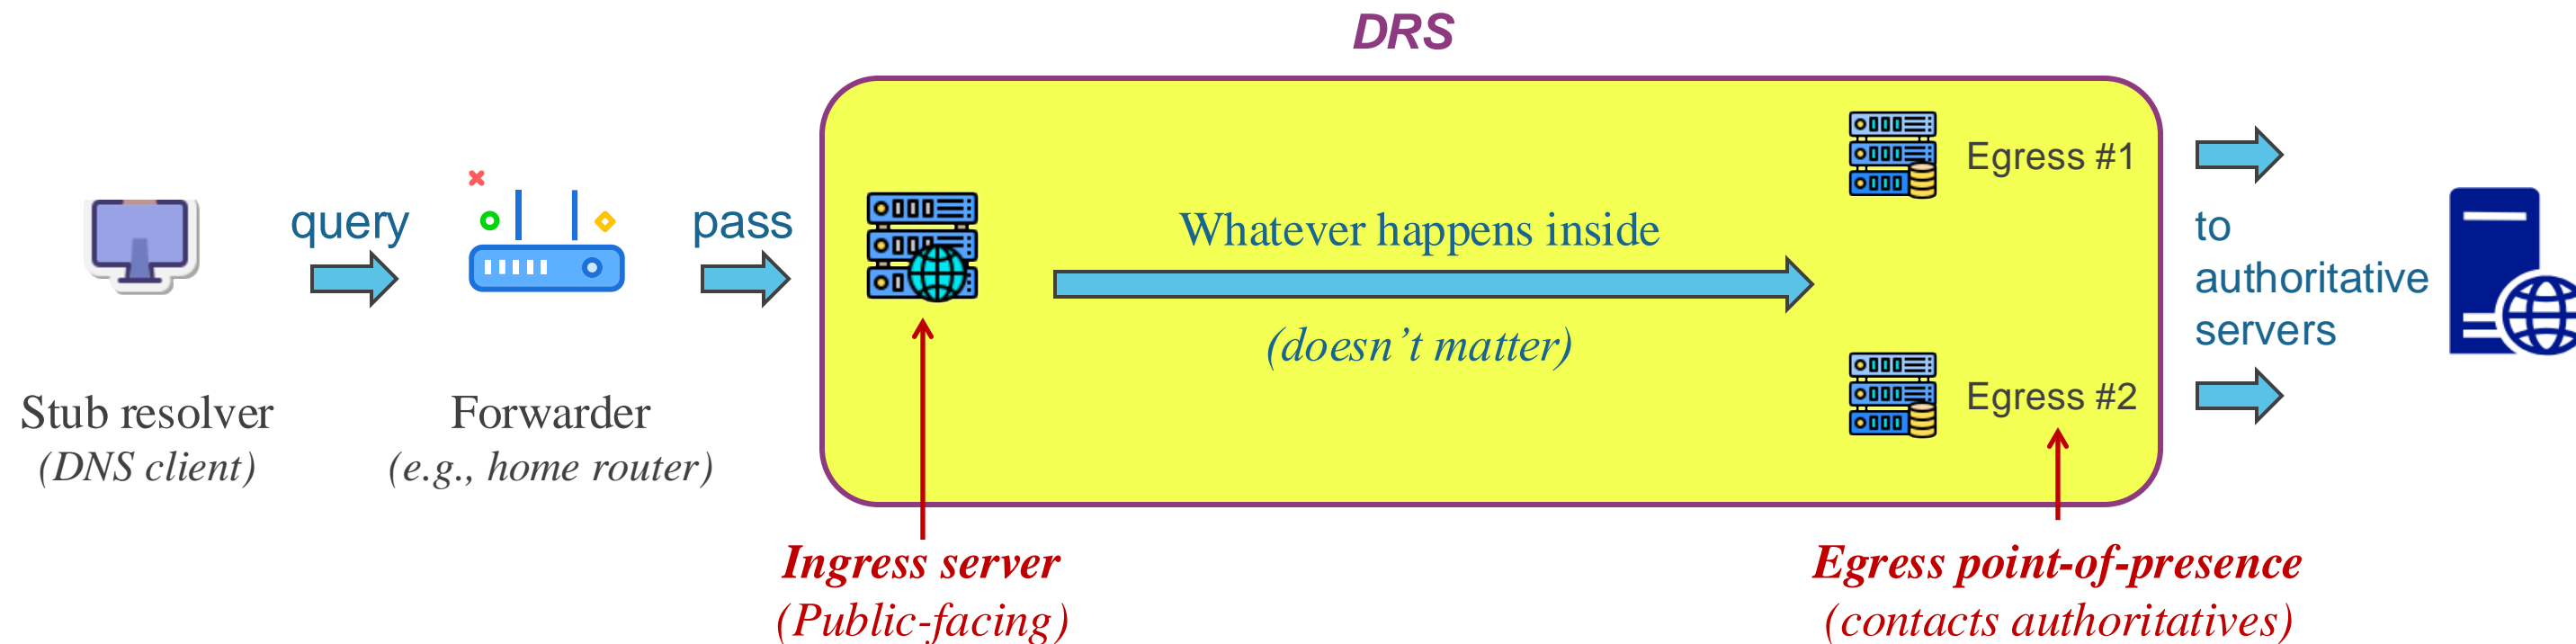 DRS
query
pass
Stub resolver
(DNS client)
Forwarder
(e.g., home router)
Whatever happens inside
(doesn’t matter)
Egress #1
Egress #2
to
authoritative
servers
Ingress server
(Public-facing)
Egress point-of-presence
(contacts authoritatives)